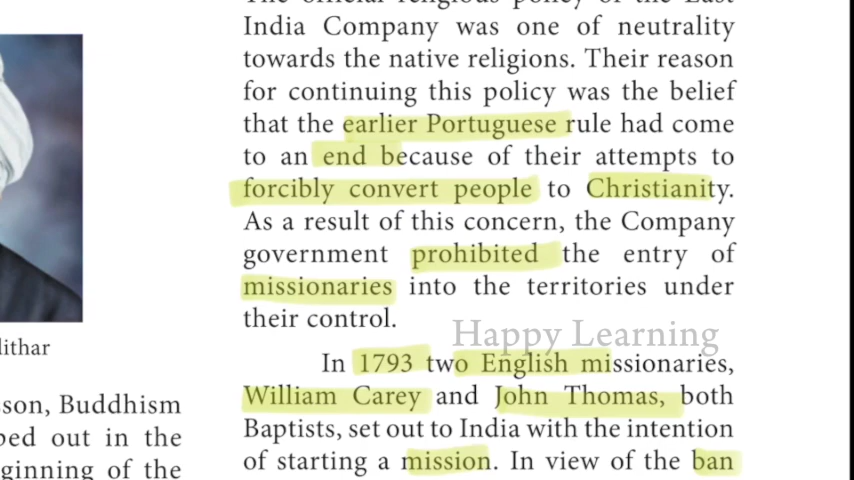 India Company was one of neutrality
towards the native religions. Their reason
for continuing this policy was the belief
that the earlier Portuguese rule had come
to an end because of their attempts to
forcibly convert people to Christianity.
As a result of this concern, the Company
government prohibited the entry of
missionaries into the territories under
their control.
Happy Learning
In 1793 two English missionaries,
William Carey and John Thomas, both
Baptists, set out to India with the intention
of starting a mission. In view of the ban
lithar
sson, Buddhism
ped out in the
ginning of the